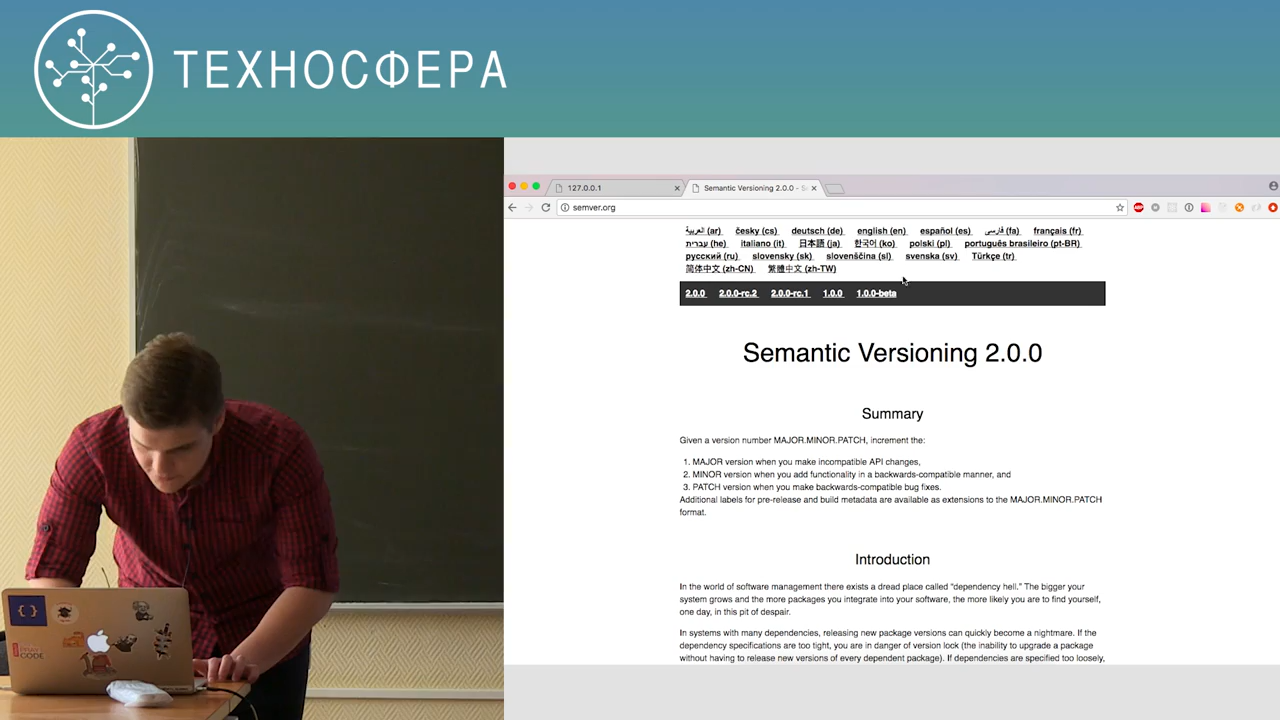 ТЕХНОСФЕРА
127.0.0.1
Semantic Versioning 2.0.0 - S
semver.org
العربية (ar) česky (cs) deutsch (de) english (en) español (es) فارسی (fa) français (fr)
עברית (he) italiano (it) 日本語 (ja) 한국어 (ko) polski (pl) português brasileiro (pt-BR)
русский (ru) slovensky (sk) slovenščina (sl) svenska (sv) Türkçe (tr)
简体中文 (zh-CN) 繁體中文 (zh-TW)
2.0.0 2.0.0-rc.2 2.0.0-rc.1 1.0.0 1.0.0-beta
Semantic Versioning 2.0.0
Summary
Given a version number MAJOR.MINOR.PATCH, increment the:
1. MAJOR version when you make incompatible API changes,
2. MINOR version when you add functionality in a backwards-compatible manner, and
3. PATCH version when you make backwards-compatible bug fixes.
Additional labels for pre-release and build metadata are available as extensions to the MAJOR.MINOR.PATCH
format.
Introduction
In the world of software management there exists a dread place called “dependency hell.” The bigger your
system grows and the more packages you integrate into your software, the more likely you are to find yourself,
one day, in this pit of despair.
In systems with many dependencies, releasing new package versions can quickly become a nightmare. If the
dependency specifications are too tight, you are in danger of version lock (the inability to upgrade a package
without having to release new versions of every dependent package). If dependencies are specified too loosely,
{ }
CODE